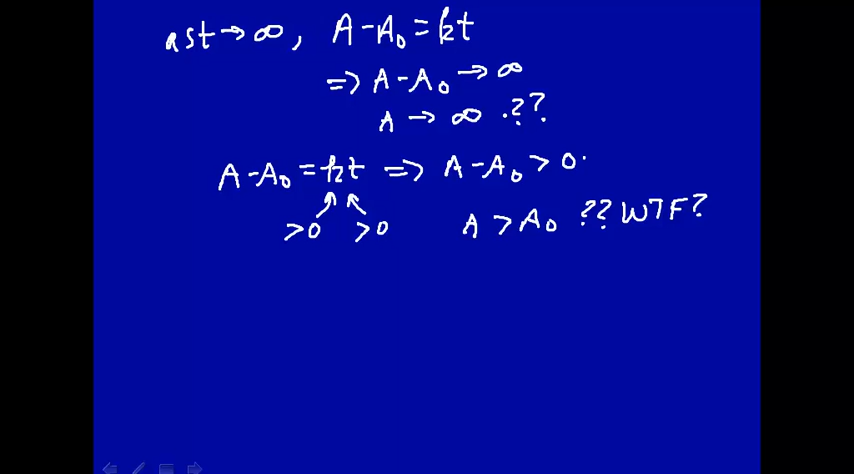 as t → ∞, A - A₀ = kt
=> A - A₀ → ∞
A → ∞ ??
A - A₀ = kt => A - A₀ > 0
>0 >0 A > A₀ ?? WTF?